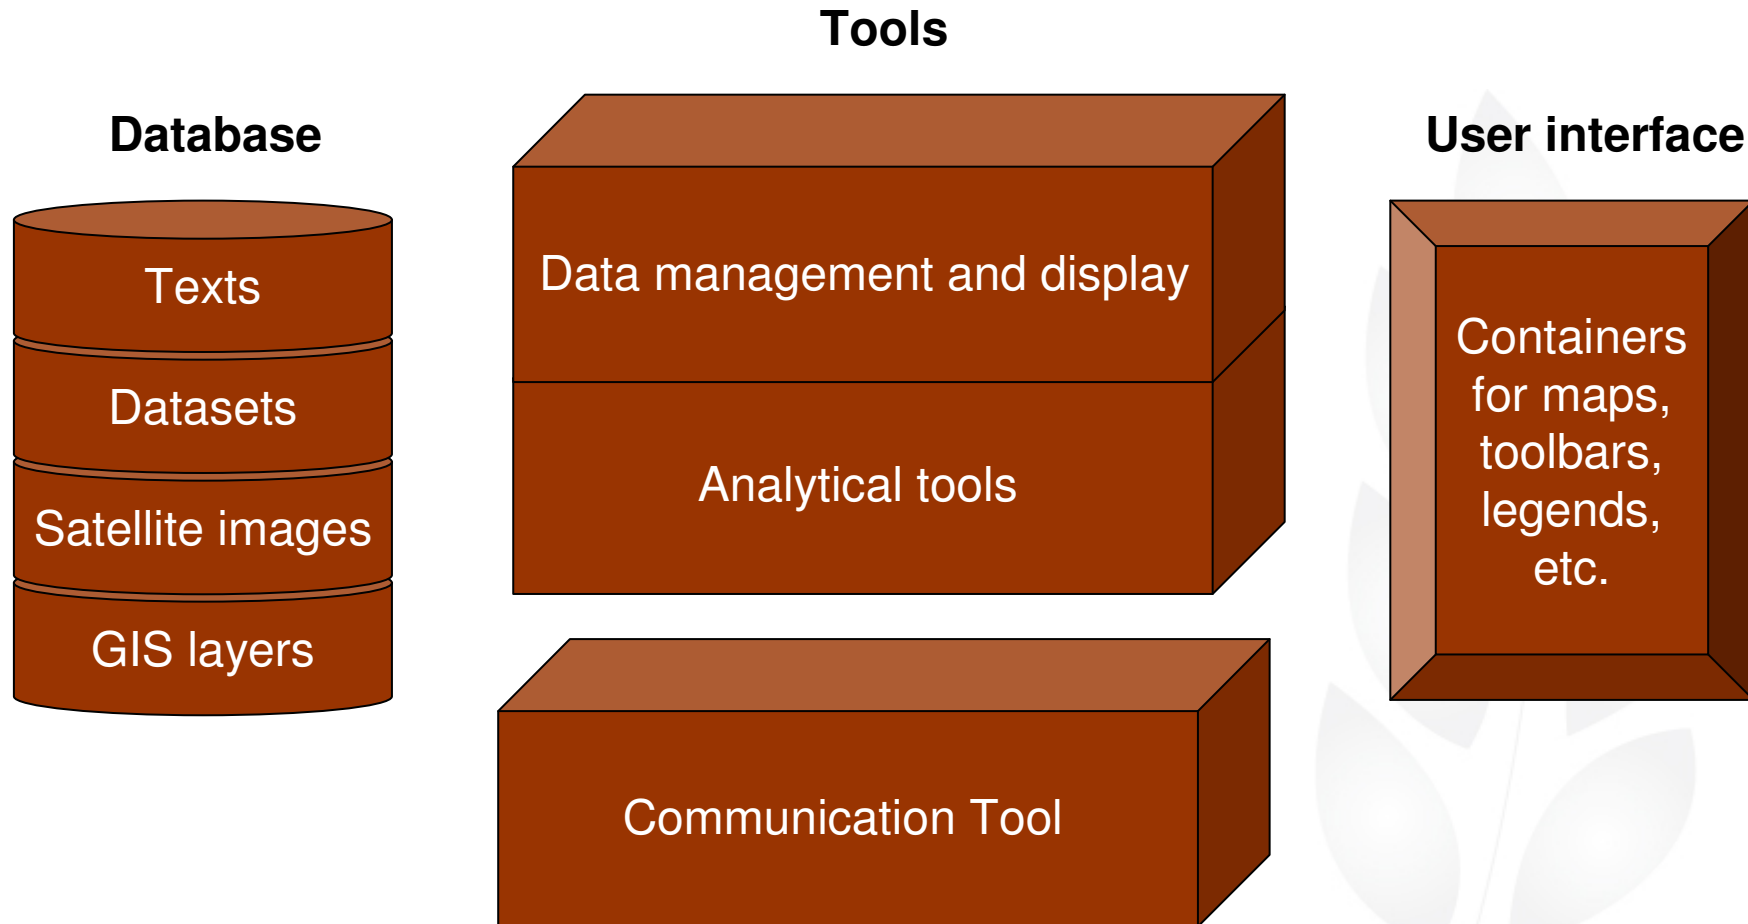 Tools
Database
User interface
Texts
Datasets
Satellite images
GIS layers
Data management and display
Analytical tools
Communication Tool
Containers
for maps,
toolbars,
legends,
etc.